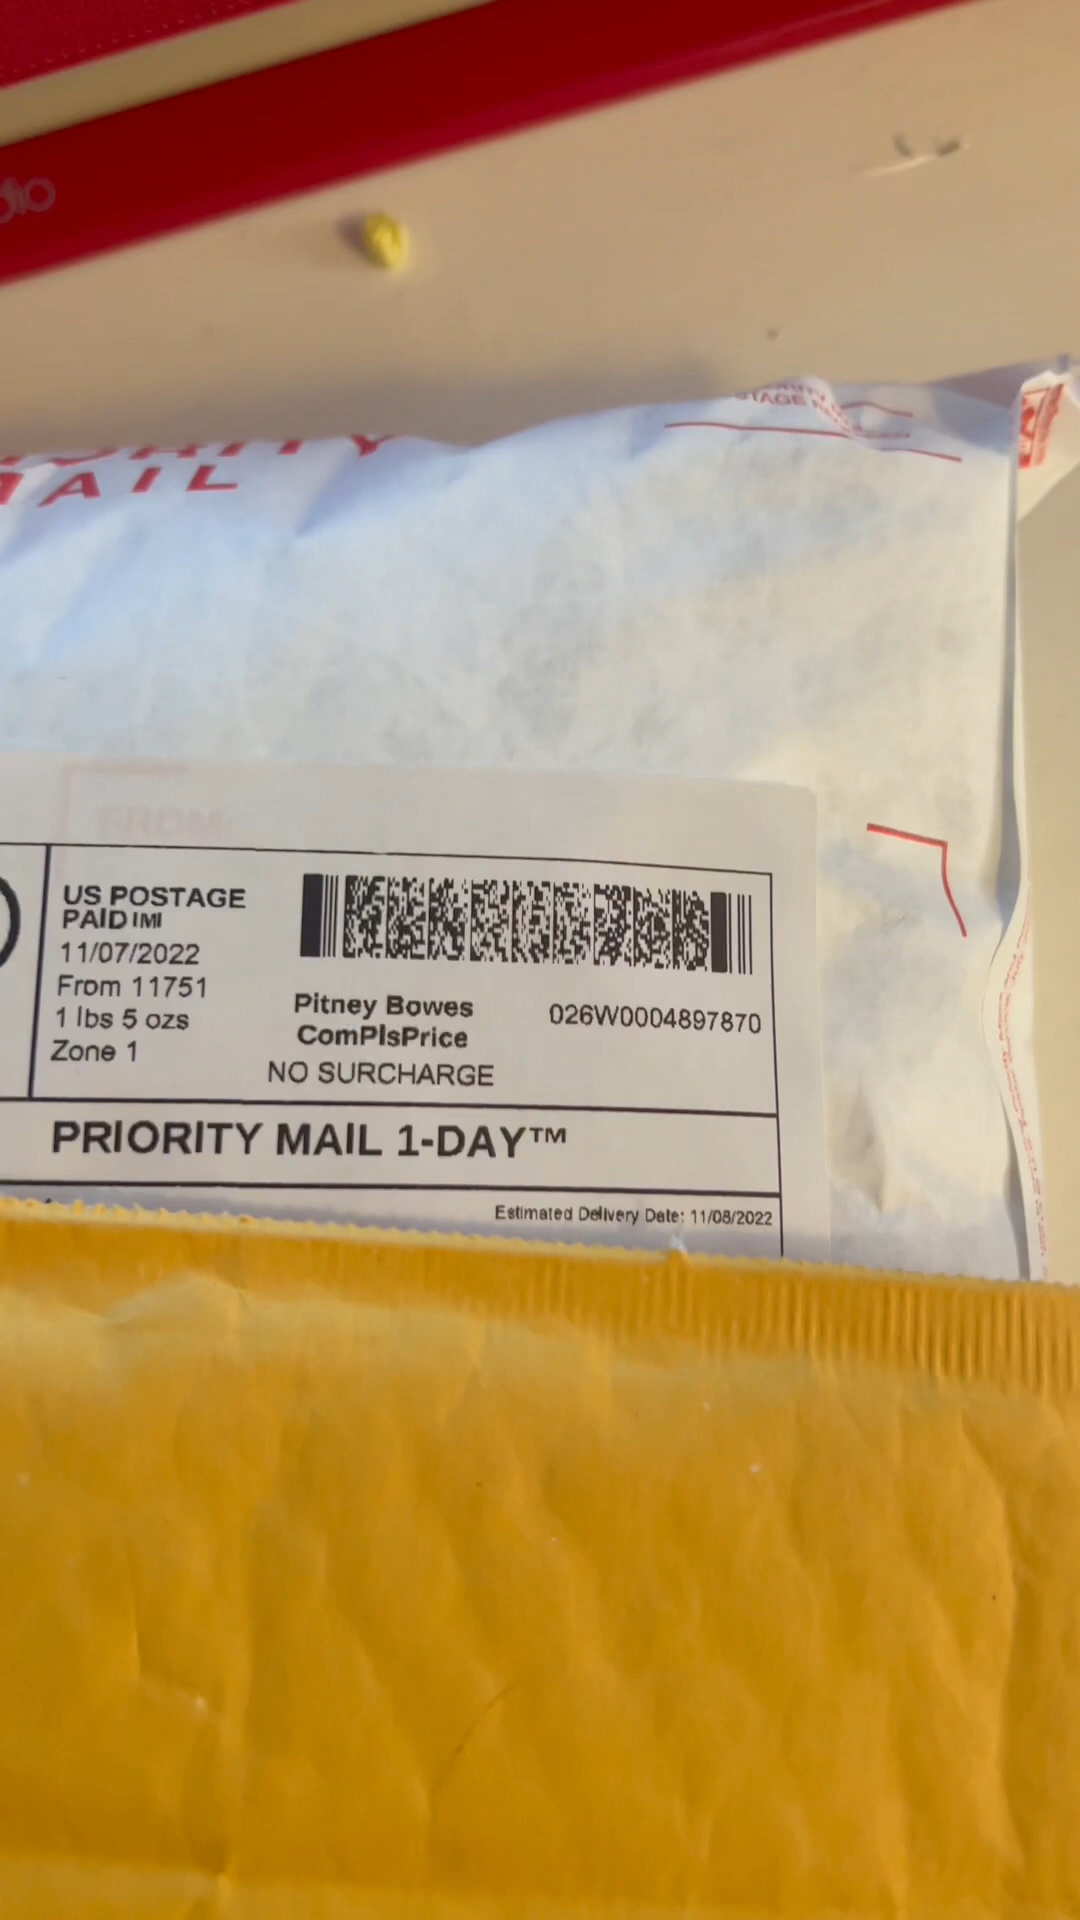 MAIL
FROM:
US POSTAGE
PAID IMI
11/07/2022
From 11751
1 lbs 5 ozs
Zone 1
Pitney Bowes
ComPlsPrice
NO SURCHARGE
026W0004897870
PRIORITY MAIL 1-DAY™
Estimated Delivery Date: 11/08/2022